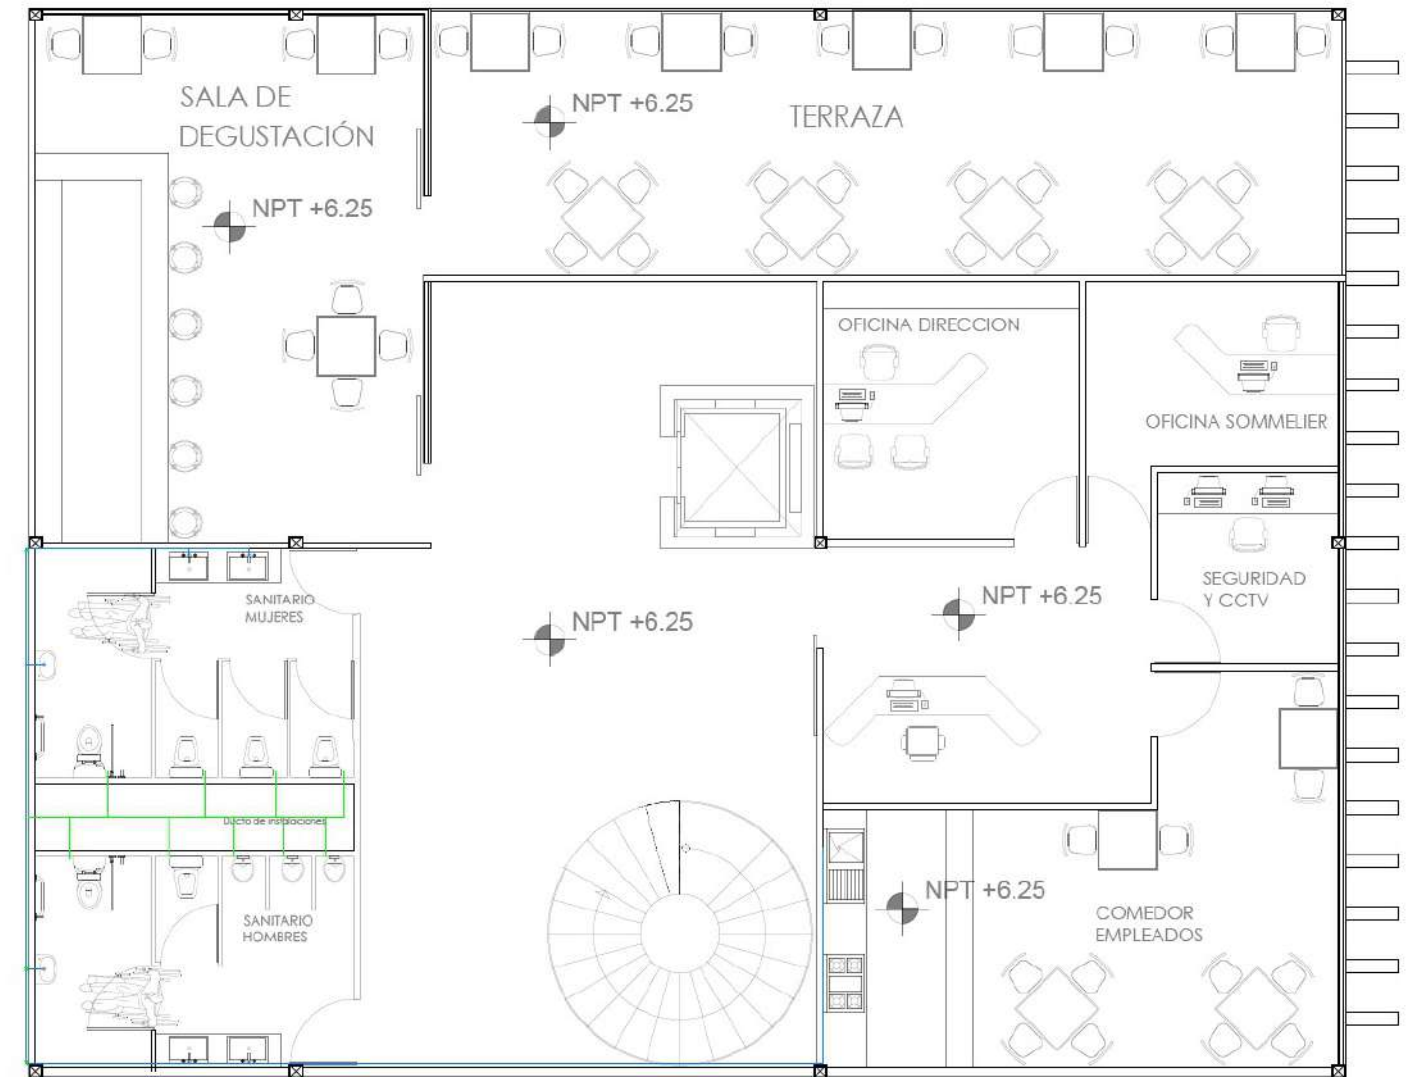 NPT +6.25
SALA DE
DEGUSTACIÓN
TERRAZA
NPT +6.25
OFICINA DIRECCION
OFICINA SOMMELIER
SEGURIDAD
Y CCTV
SANITARIO
MUJERES
NPT +6.25
NPT +6.25
Ducto de instalaciones
NPT +6.25
SANITARIO
HOMBRES
COMEDOR
EMPLEADOS